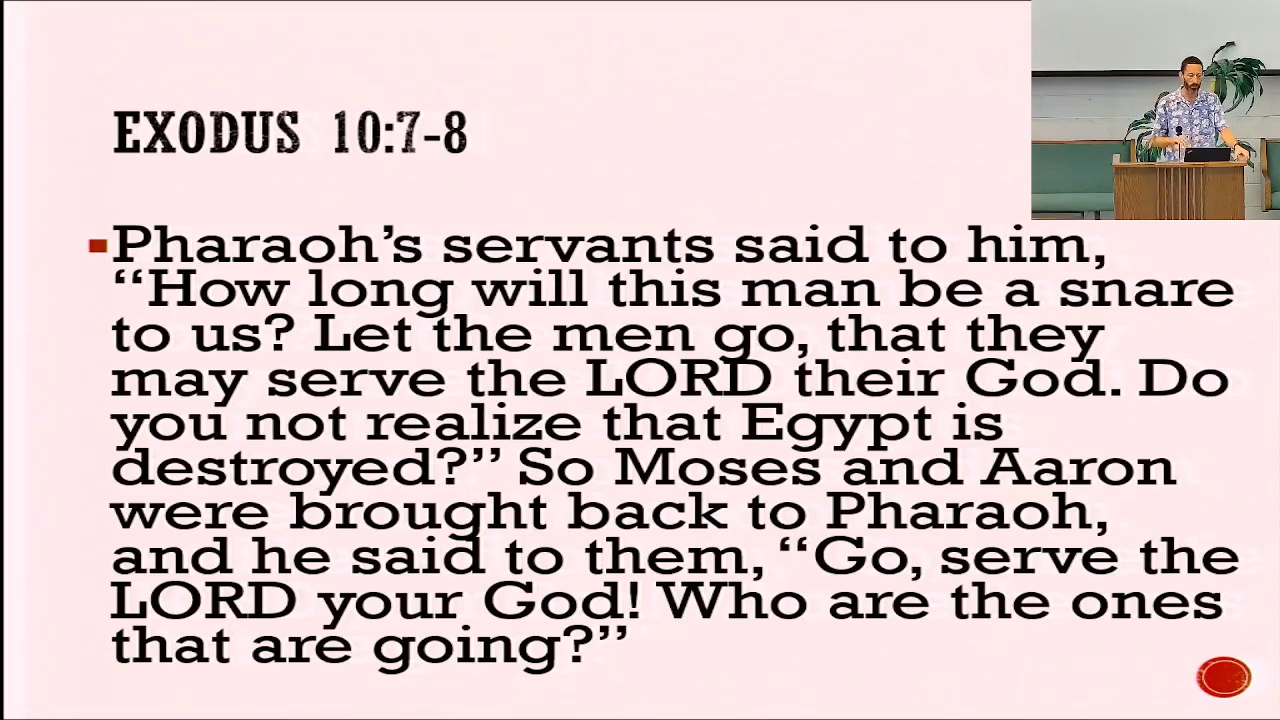 EXODUS 10:7-8
Pharaoh’s servants said to him,
“How long will this man be a snare
to us? Let the men go, that they
may serve the LORD their God. Do
you not realize that Egypt is
destroyed?” So Moses and Aaron
were brought back to Pharaoh,
and he said to them, “Go, serve the
LORD your God! Who are the ones
that are going?”